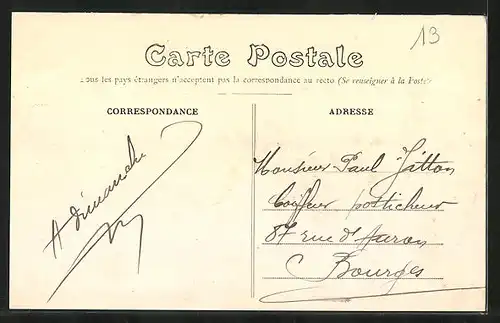 13
Carte Postale
Tous les pays étrangers n'acceptent pas la correspondance au recto (Se renseigner à la Poste)
CORRESPONDANCE
ADRESSE
A dimanche
Monsieur Paul
Coiffeur posticheur
87 rue d'Auron
Bourges